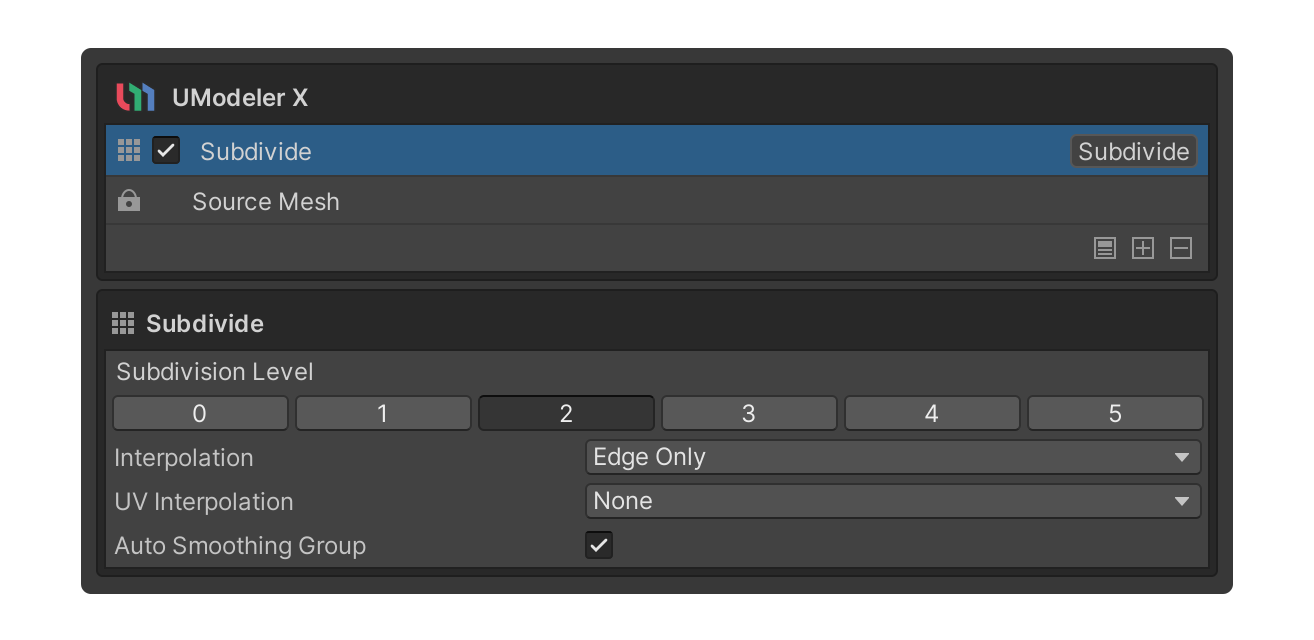 UModeler X
Subdivide Subdivide
Source Mesh
Subdivide
Subdivision Level
0 1 2 3 4 5
Interpolation Edge Only
UV Interpolation None
Auto Smoothing Group